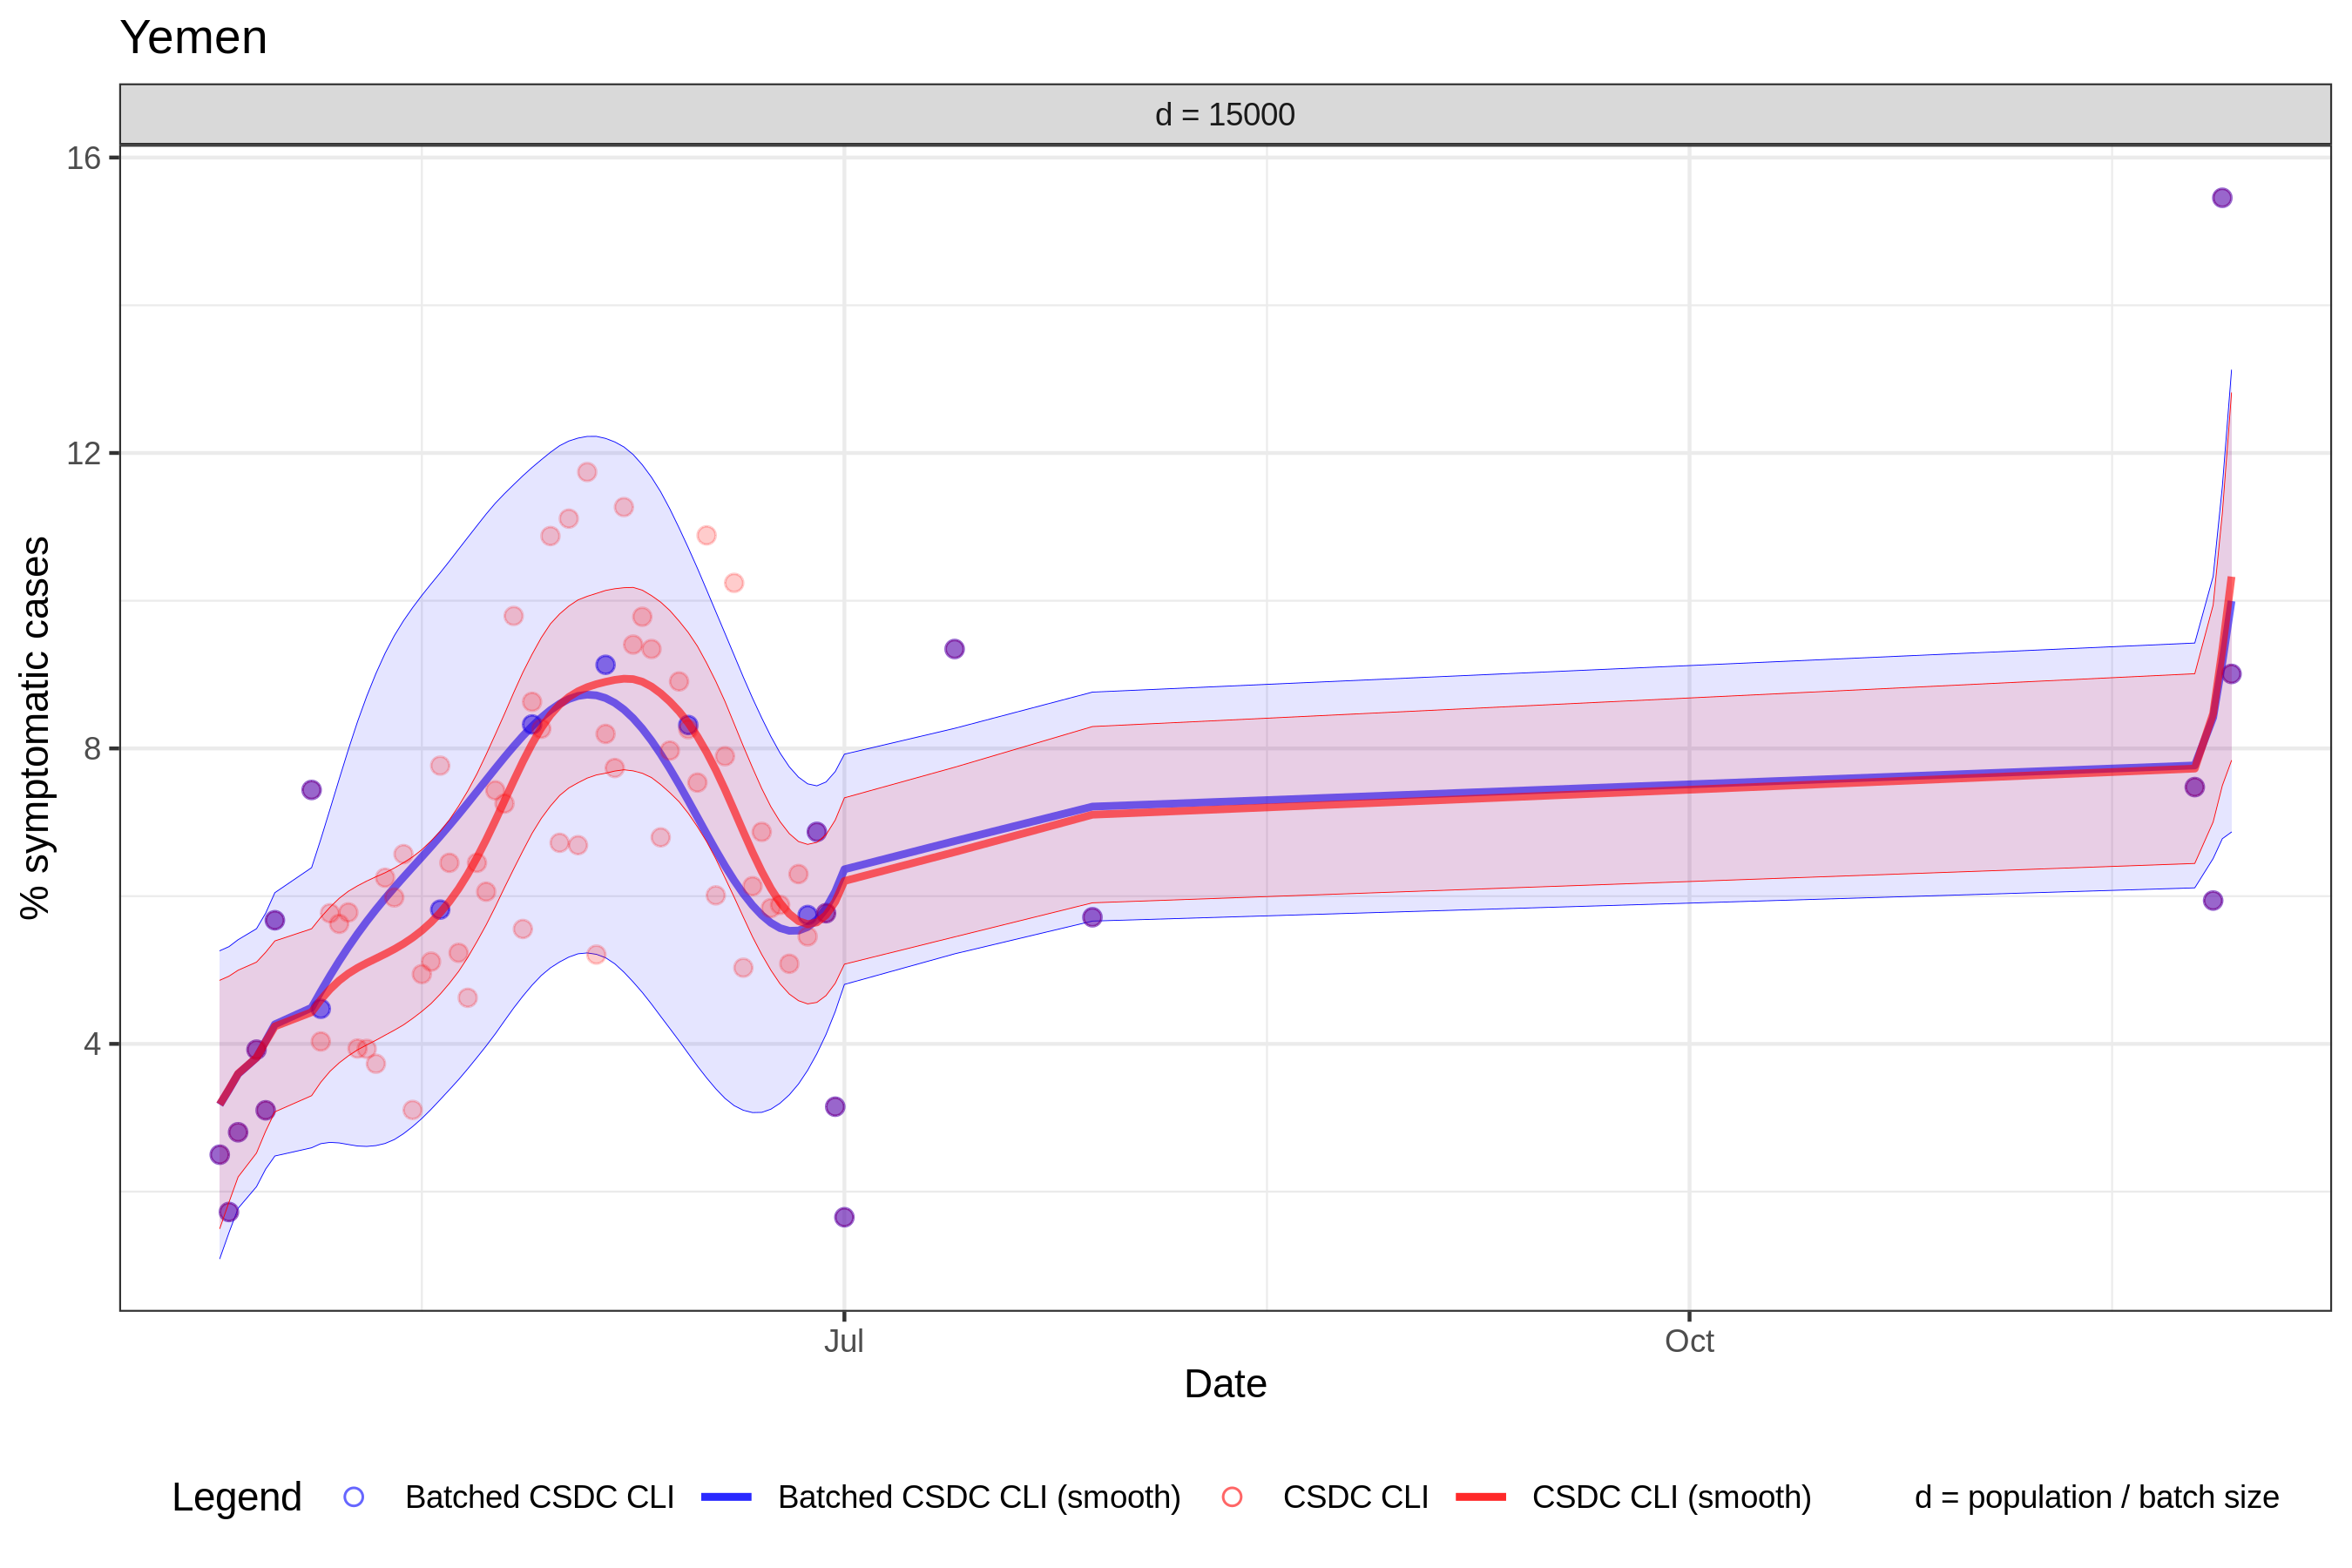 Yemen
d = 15000
16
12
8
4
% symptomatic cases
Jul
Oct
Date
Legend
Batched CSDC CLI
Batched CSDC CLI (smooth)
CSDC CLI
CSDC CLI (smooth)
d = population / batch size